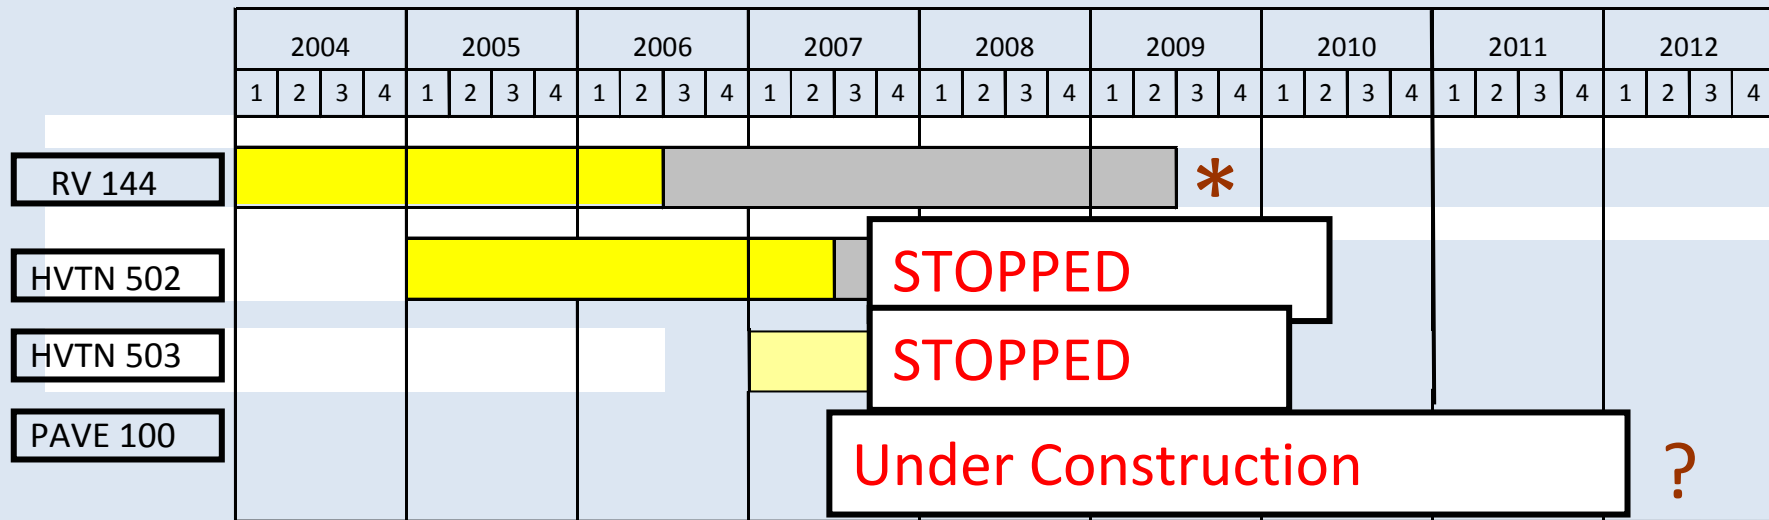 2004 2005 2006 2007 2008 2009 2010 2011 2012
1 2 3 4 1 2 3 4 1 2 3 4 1 2 3 4 1 2 3 4 1 2 3 4 1 2 3 4 1 2 3 4 1 2 3 4
RV 144 *
HVTN 502 STOPPED
HVTN 503 STOPPED
PAVE 100 Under Construction ?